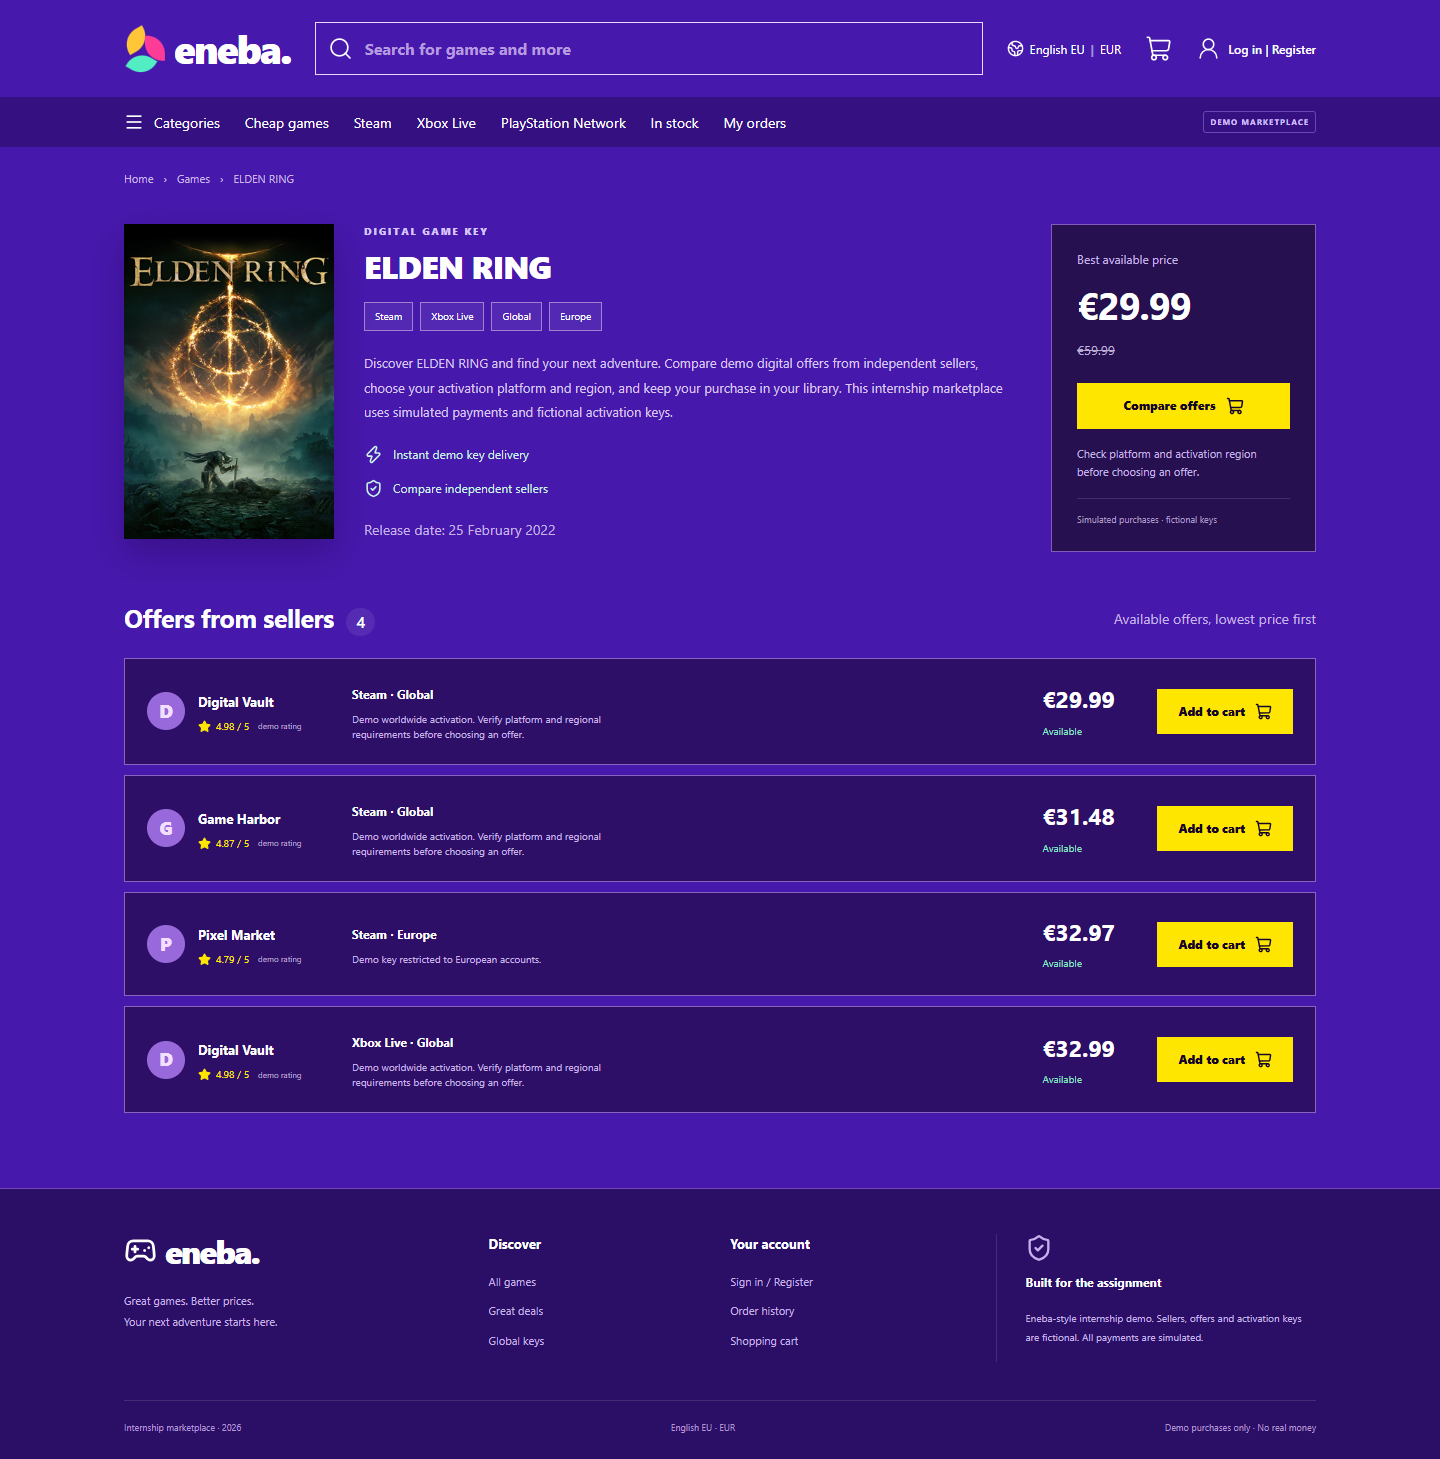 eneba.
Search for games and more
English EU | EUR
Log in | Register
Categories
Cheap games
Steam
Xbox Live
PlayStation Network
In stock
My orders
DEMO MARKETPLACE
Home › Games › ELDEN RING
ELDEN RING
DIGITAL GAME KEY
ELDEN RING
Steam
Xbox Live
Global
Europe
Discover ELDEN RING and find your next adventure. Compare demo digital offers from independent sellers,
choose your activation platform and region, and keep your purchase in your library. This internship marketplace
uses simulated payments and fictional activation keys.
Instant demo key delivery
Compare independent sellers
Release date: 25 February 2022
Best available price
€29.99
€59.99
Compare offers
Check platform and activation region
before choosing an offer.
Simulated purchases · fictional keys
Offers from sellers 4
Available offers, lowest price first
D
Digital Vault
4.98 / 5 demo rating
Steam · Global
Demo worldwide activation. Verify platform and regional
requirements before choosing an offer.
€29.99
Available
Add to cart
G
Game Harbor
4.87 / 5 demo rating
Steam · Global
Demo worldwide activation. Verify platform and regional
requirements before choosing an offer.
€31.48
Available
Add to cart
P
Pixel Market
4.79 / 5 demo rating
Steam · Europe
Demo key restricted to European accounts.
€32.97
Available
Add to cart
D
Digital Vault
4.98 / 5 demo rating
Xbox Live · Global
Demo worldwide activation. Verify platform and regional
requirements before choosing an offer.
€32.99
Available
Add to cart
eneba.
Great games. Better prices.
Your next adventure starts here.
Discover
All games
Great deals
Global keys
Your account
Sign in / Register
Order history
Shopping cart
Built for the assignment
Eneba-style internship demo. Sellers, offers and activation keys
are fictional. All payments are simulated.
Internship marketplace · 2026
English EU · EUR
Demo purchases only · No real money